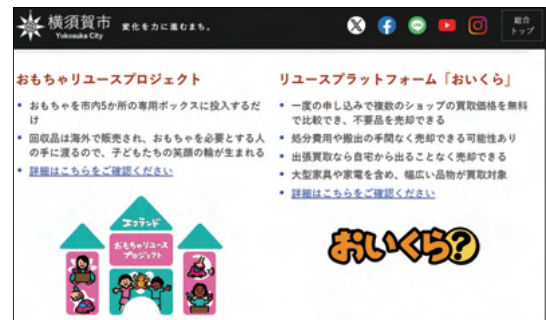 横須賀市
Yokosuka City
変化を力に進むまち。
総合
トップ
おもちゃリユースプロジェクト
• おもちゃを市内5か所の専用ボックスに投入するだ
け
• 回収品は海外で販売され、おもちゃを必要とする人
の手に渡るので、子どもたちの笑顔の輪が生まれる
• 詳細はこちらをご確認ください
エコランド
おもちゃリユース
プロジェクト
リユースプラットフォーム「おいくら」
• 一度の申し込みで複数のショップの買取価格を無料
で比較でき、不要品を売却できる
• 処分費用や搬出の手間なく売却できる可能性あり
• 出張買取なら自宅から出ることなく売却できる
• 大型家具や家電を含め、幅広い品物が買取対象
• 詳細はこちらをご確認ください
おいくら?